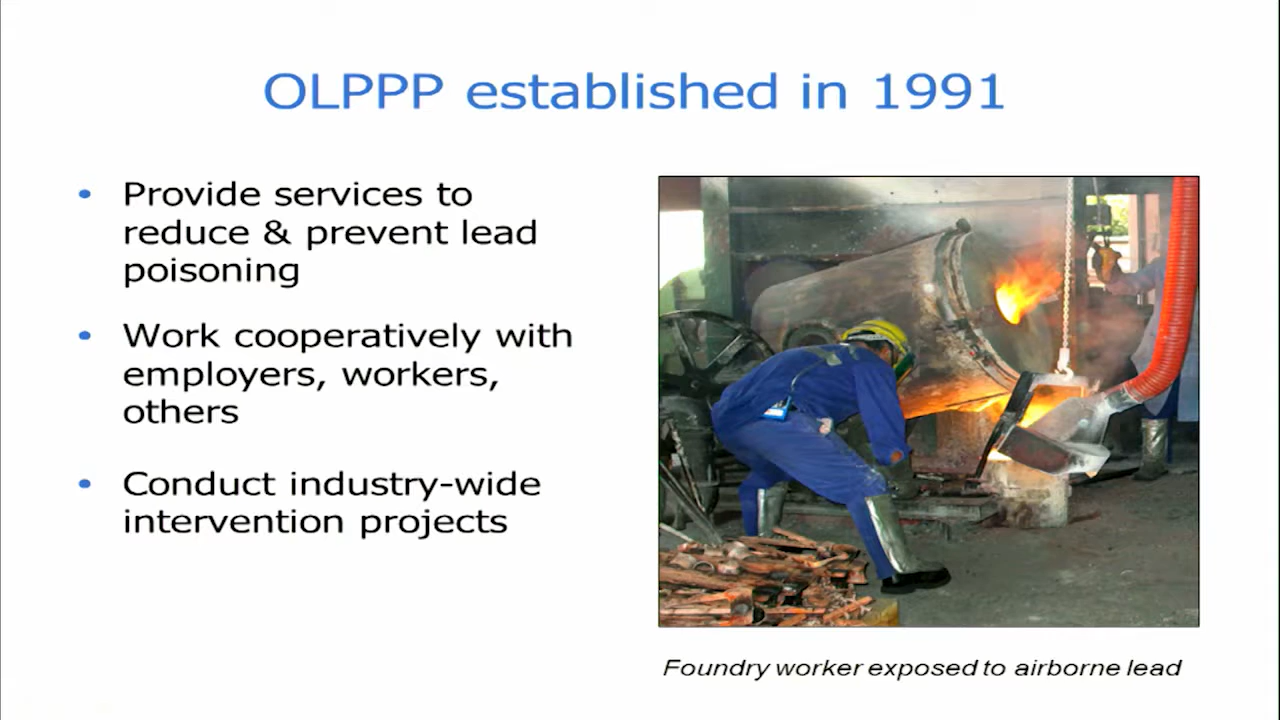 OLPPP established in 1991
• Provide services to
reduce & prevent lead
poisoning
• Work cooperatively with
employers, workers,
others
• Conduct industry-wide
intervention projects
Foundry worker exposed to airborne lead